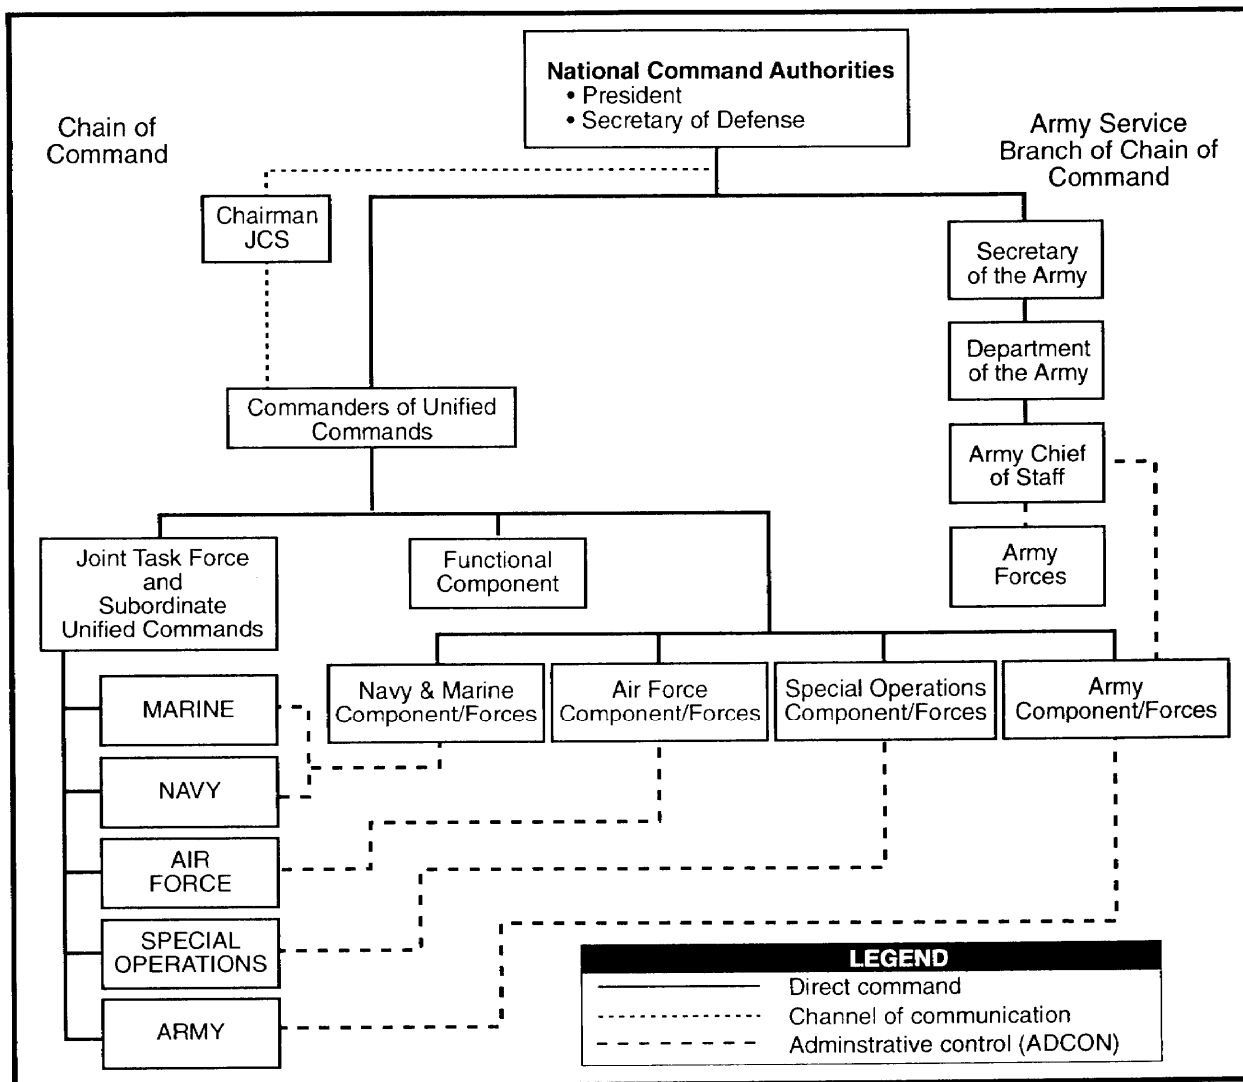 National Command Authorities
• President
• Secretary of Defense
Chain of
Command
Army Service
Branch of Chain of
Command
Chairman
JCS
Secretary
of the Army
Department
of the Army
Commanders of Unified
Commands
Army Chief
of Staff
Joint Task Force
and
Subordinate
Unified Commands
Functional
Component
Army
Forces
Navy & Marine
Component/Forces
Air Force
Component/Forces
Special Operations
Component/Forces
Army
Component/Forces
MARINE
NAVY
AIR
FORCE
SPECIAL
OPERATIONS
ARMY
LEGEND
Direct command
Channel of communication
Adminstrative control (ADCON)